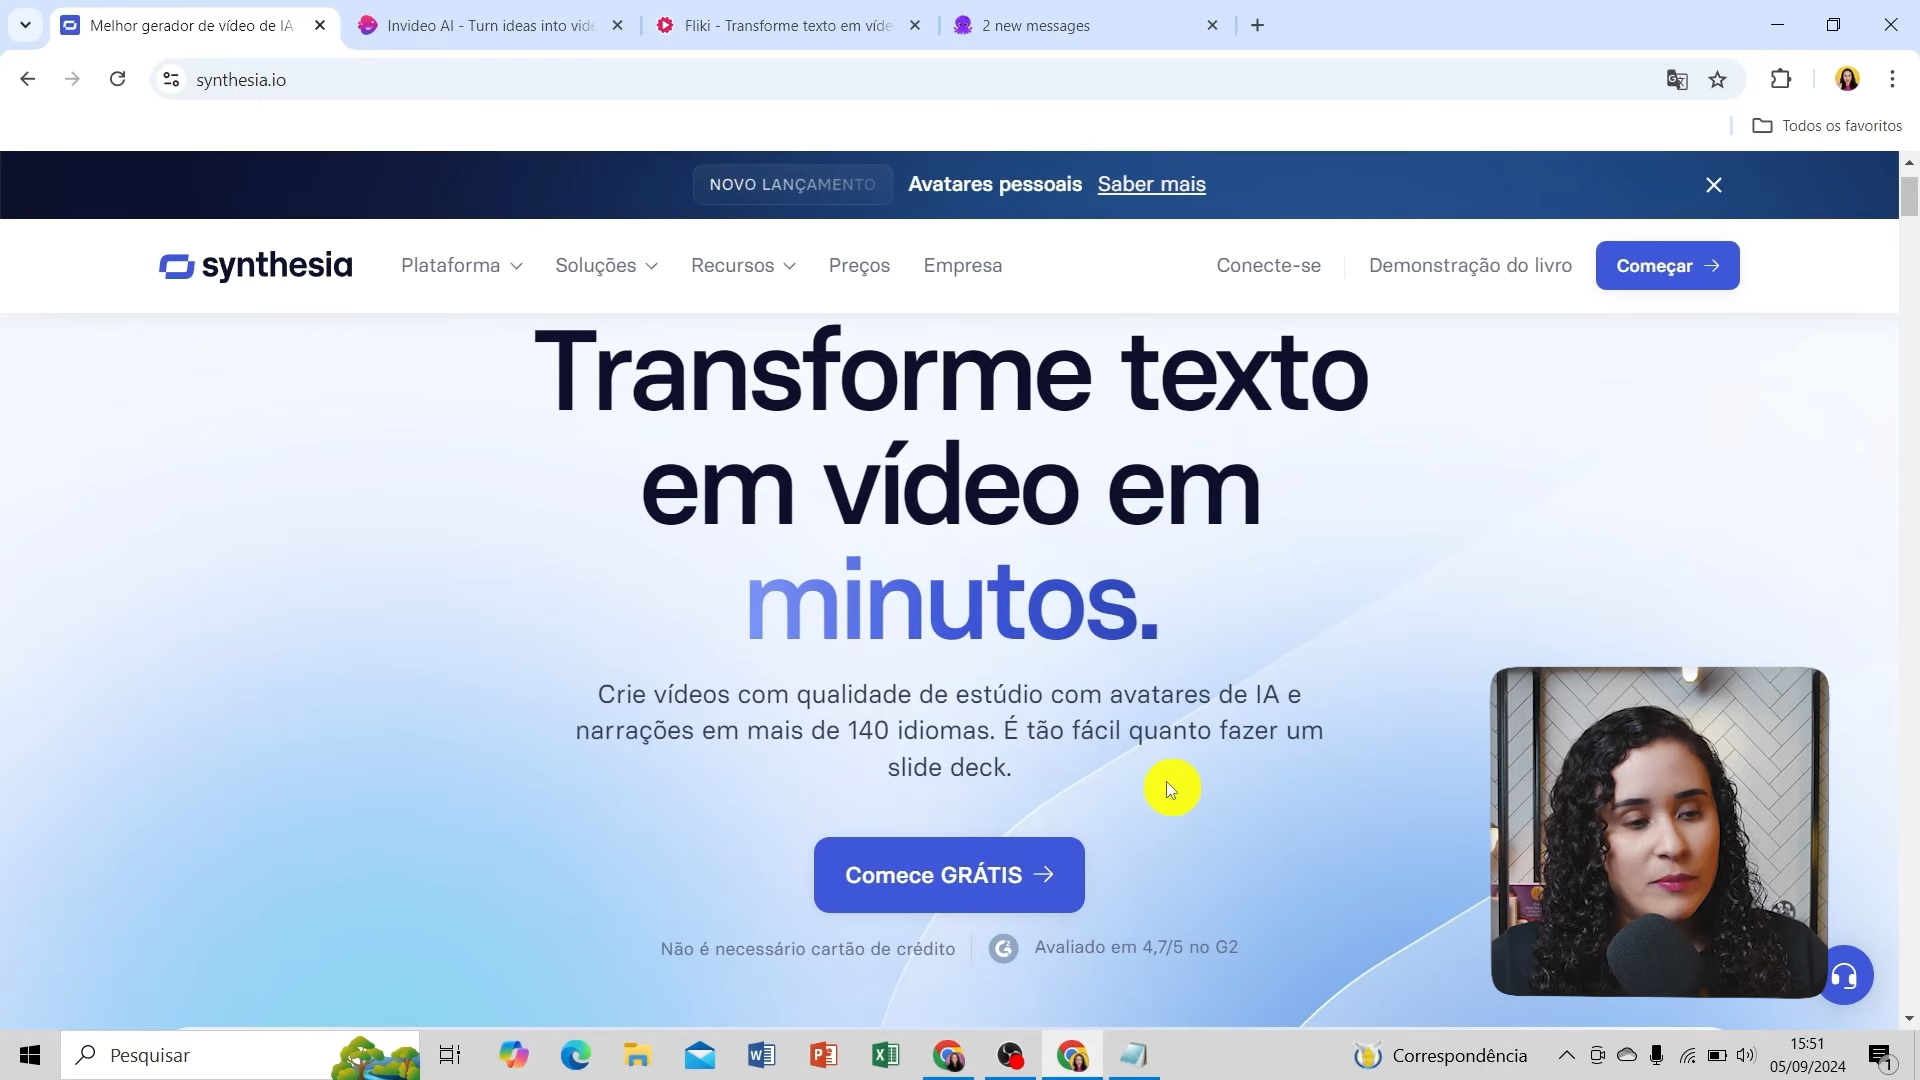 Melhor gerador de vídeo de IA
Invideo AI - Turn ideas into vid
Fliki - Transforme texto em víde
2 new messages
synthesia.io
Todos os favoritos
NOVO LANÇAMENTO
Avatares pessoais
Saber mais
synthesia
Plataforma
Soluções
Recursos
Preços
Empresa
Conecte-se
Demonstração do livro
Começar
Transforme texto
em vídeo em
minutos.
Crie vídeos com qualidade de estúdio com avatares de IA e
narrações em mais de 140 idiomas. É tão fácil quanto fazer um
slide deck.
Comece GRÁTIS
Não é necessário cartão de crédito
Avaliado em 4,7/5 no G2
Pesquisar
Correspondência
15:51
05/09/2024
1